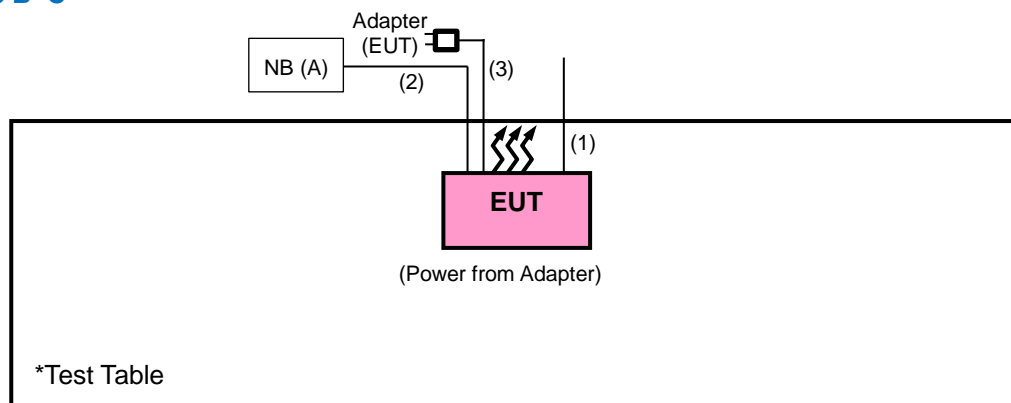 Adapter
(EUT)
NB (A)
(2)
(3)
(1)
EUT
(Power from Adapter)
*Test Table